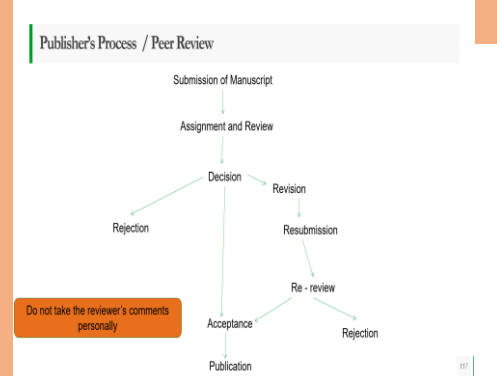 Publisher's Process / Peer Review
Submission of Manuscript
Assignment and Review
Decision
Revision
Rejection
Resubmission
Re - review
Do not take the reviewer's comments
personally
Acceptance
Rejection
Publication